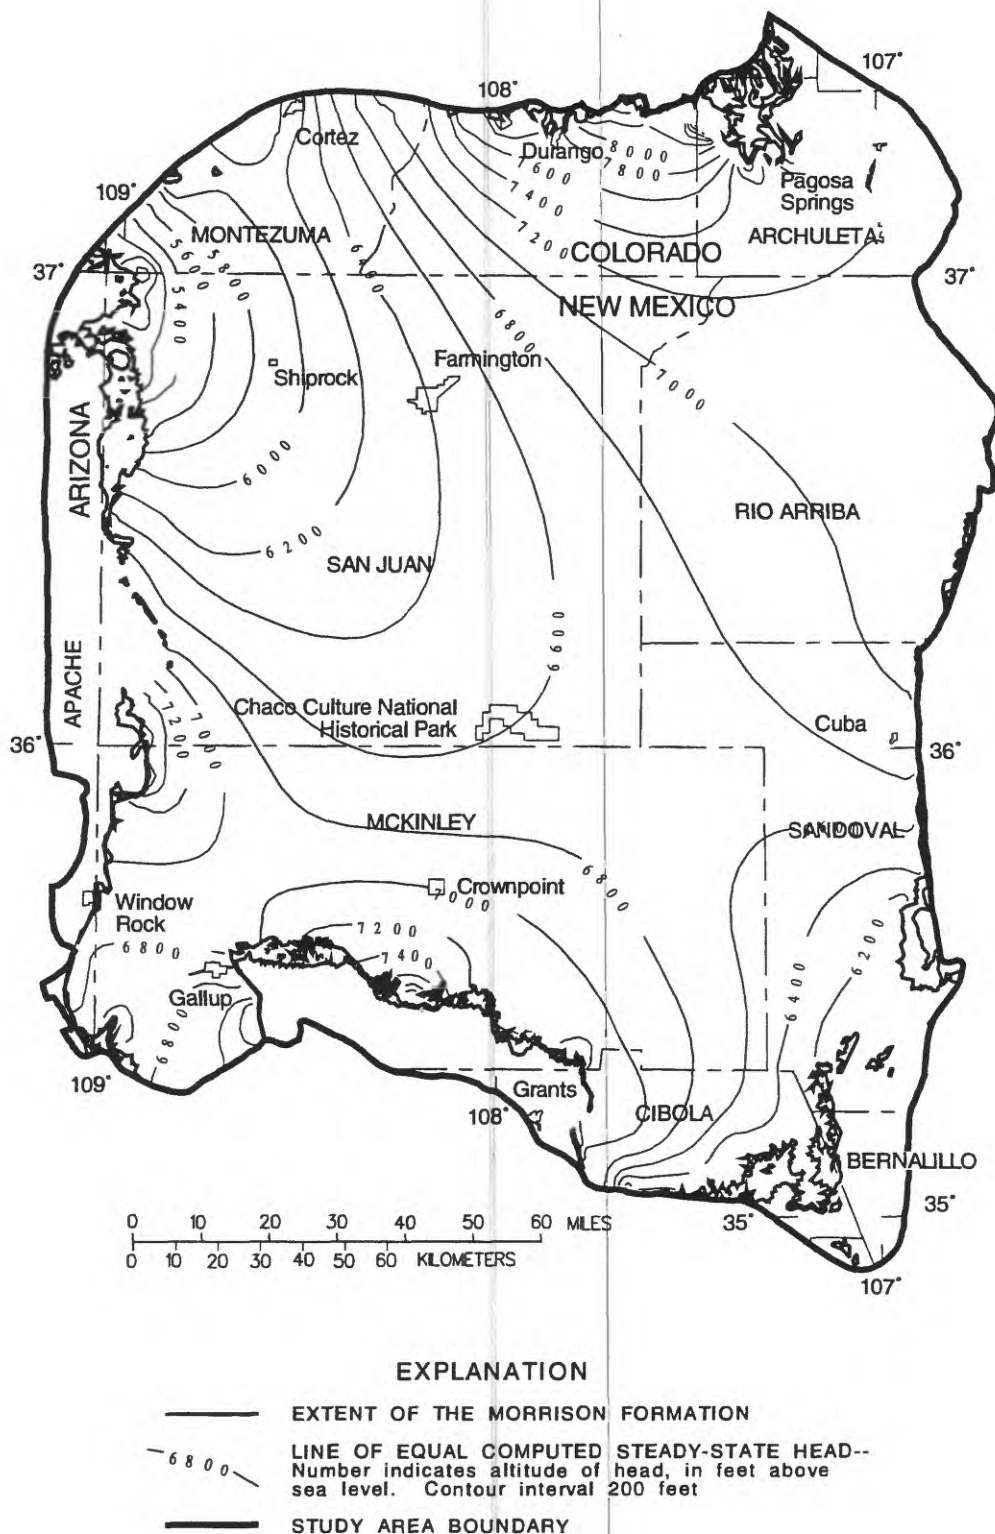 107°
108°
Cortez
Durango
8000
7800
7600
7400
7200
Pagosa
Springs
109°
MONTEZUMA
ARCHULETA
COLORADO
37°
37°
5800
5600
5400
6400
NEW MEXICO
6800
Farmington
Shiprock
7000
ARIZONA
6000
RIO ARRIBA
6200
SAN JUAN
6600
APACHE
7200
7000
Chaco Culture National
Historical Park
Cuba
36°
36°
MCKINLEY
SANDOVAL
6800
Crownpoint
7000
Window
Rock
6800
7200
6200
7400
6400
Gallup
6800
109°
Grants
108°
CIBOLA
BERNALILLO
35°
35°
0 10 20 30 40 50 60 MILES
0 10 20 30 40 50 60 KILOMETERS
107°
EXPLANATION
EXTENT OF THE MORRISON FORMATION
6800
LINE OF EQUAL COMPUTED STEADY-STATE HEAD--
Number indicates altitude of head, in feet above
sea level. Contour interval 200 feet
STUDY AREA BOUNDARY